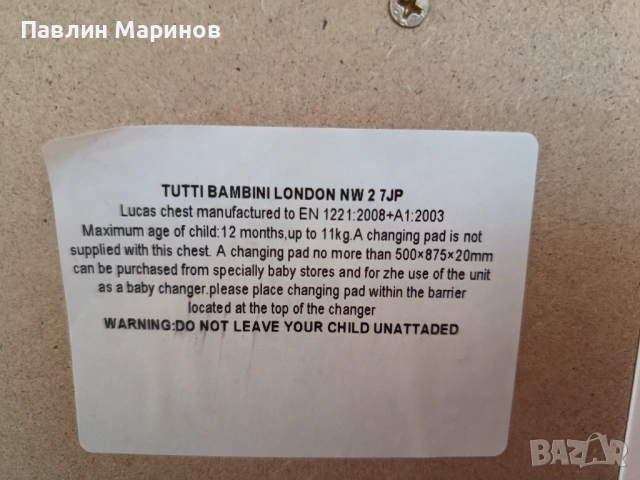 Павлин Маринов
TUTTI BAMBINI LONDON NW 2 7JP
Lucas chest manufactured to EN 1221:2008+A1:2003
Maximum age of child:12 months,up to 11kg.A changing pad is not
supplied with this chest. A changing pad no more than 500×875×20mm
can be purchased from specially baby stores and for zhe use of the unit
as a baby changer.please place changing pad within the barrier
located at the top of the changer
WARNING:DO NOT LEAVE YOUR CHILD UNATTADED
BAZAR